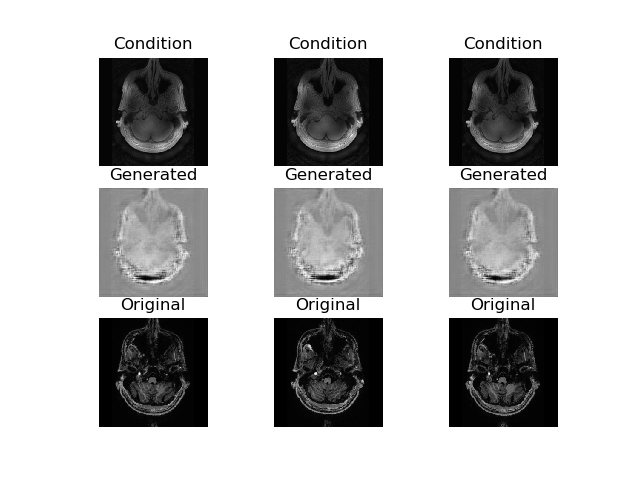 Condition Condition Condition
Generated Generated Generated
Original Original Original